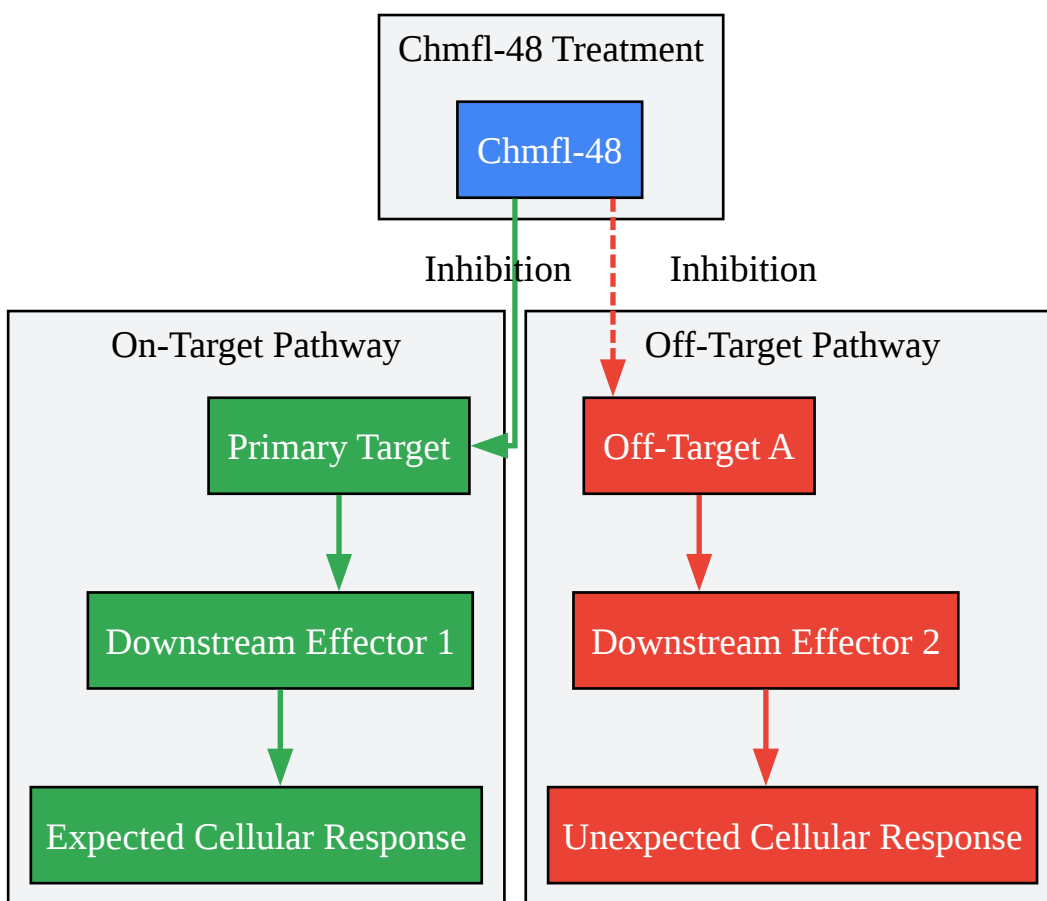 Chmfl-48 Treatment
Chmfl-48
Inhibition
Inhibition
On-Target Pathway
Off-Target Pathway
Primary Target
Off-Target A
Downstream Effector 1
Downstream Effector 2
Expected Cellular Response
Unexpected Cellular Response